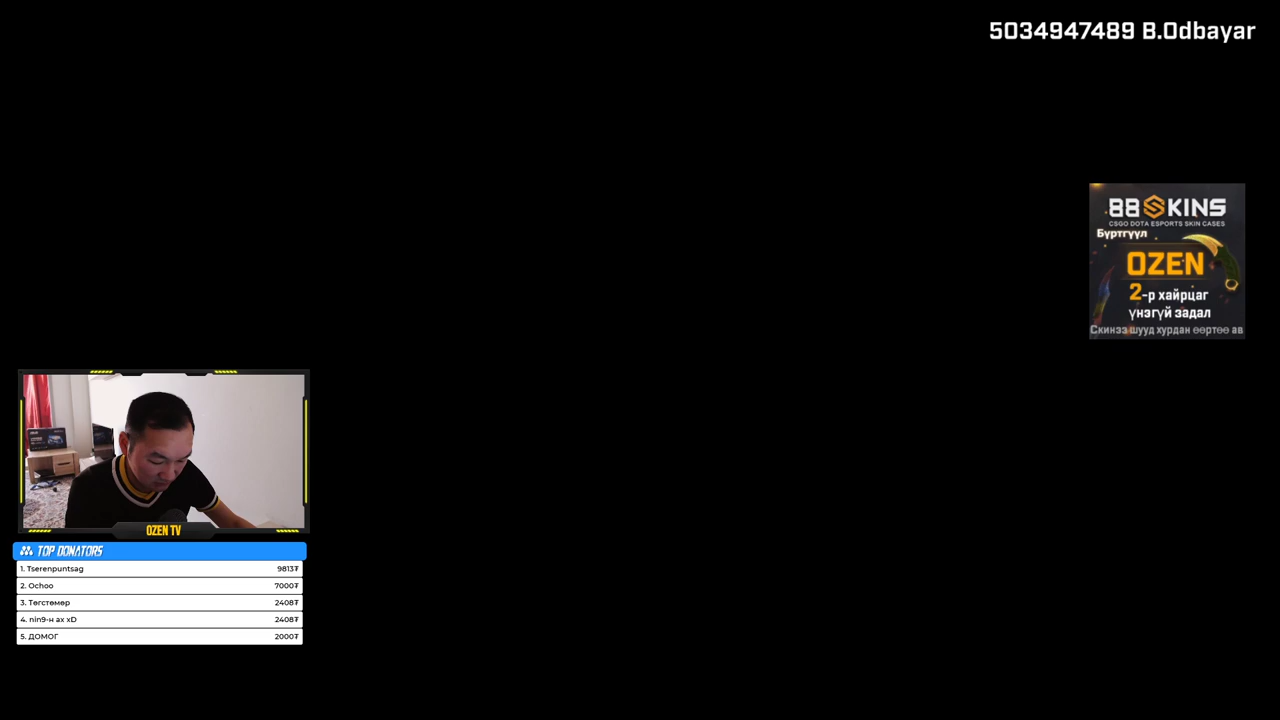 5034947489 B.Odbayar
88SKINS
CSGO DOTA ESPORTS SKIN CASES
Бүртгүүл
OZEN
2-р хайрцаг
үнэгүй задал
Скинээ шууд хурдан өөртөө ав
OZEN TV
TOP DONATORS
1. Tserenpuntsag 9813₮
2. Ochoo 7000₮
3. Төгстөмөр 2408₮
4. nin9-н ах xD 2408₮
5. ДОМОГ 2000₮